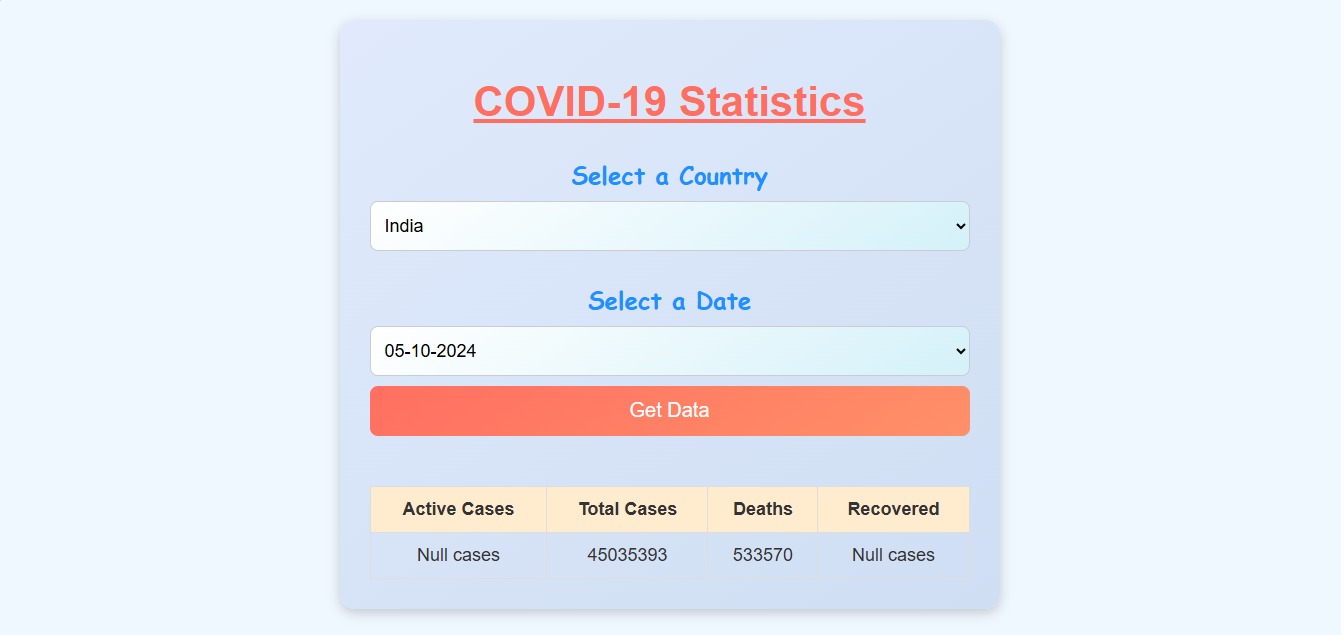 COVID-19 Statistics
Select a Country
India
Select a Date
05-10-2024
Get Data
Active Cases Total Cases Deaths Recovered
Null cases 45035393 533570 Null cases